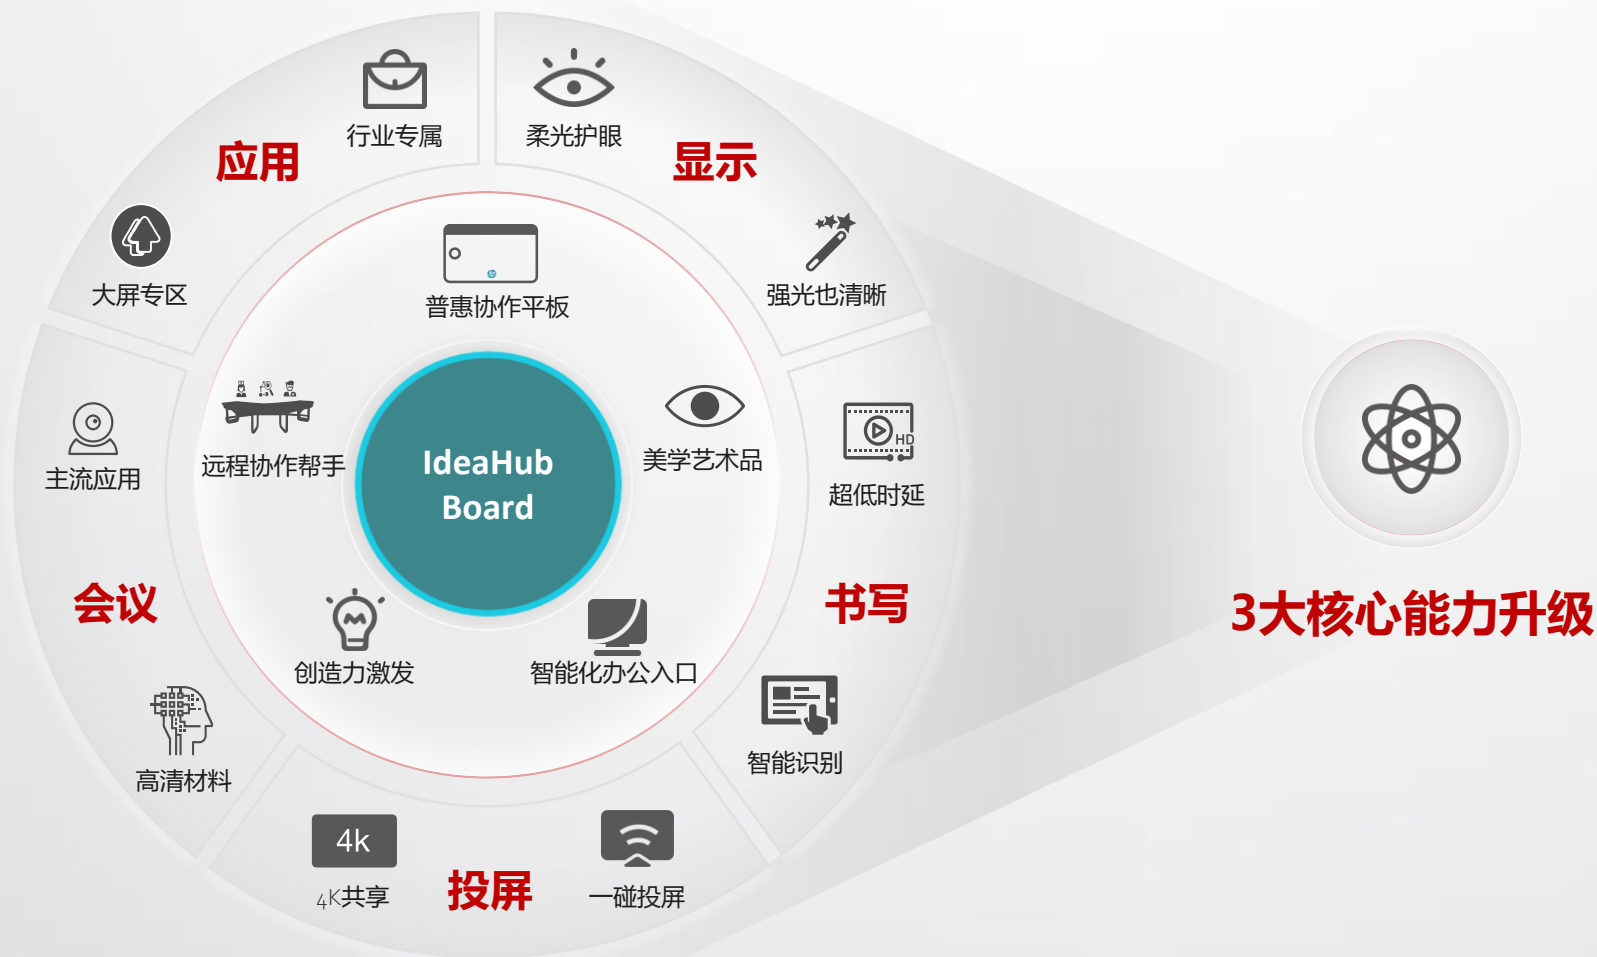 行业专属
柔光护眼
应用
显示
大屏专区
强光也清晰
普惠协作平板
主流应用
远程协作帮手
IdeaHub
Board
美学艺术品
HD
超低时延
会议
书写
3大核心能力升级
创造力激发
智能化办公入口
高清材料
智能识别
4k
4K共享
投屏
一碰投屏